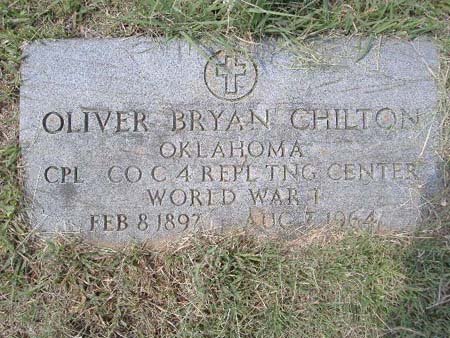 OLIVER BRYAN CHILTON
OKLAHOMA
CPL CO C 4 REPL TNG CENTER
WORLD WAR I
FEB 8 1897 AUG 7 1964